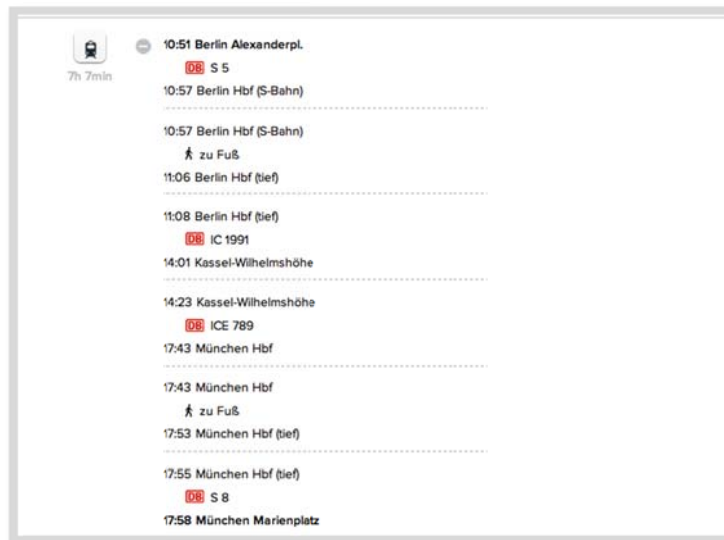 7h 7min
10:51 Berlin Alexanderpl.
DB S 5
10:57 Berlin Hbf (S-Bahn)
10:57 Berlin Hbf (S-Bahn)
zu Fuß
11:06 Berlin Hbf (tief)
11:08 Berlin Hbf (tief)
DB IC 1991
14:01 Kassel-Wilhelmshöhe
14:23 Kassel-Wilhelmshöhe
DB ICE 789
17:43 München Hbf
17:43 München Hbf
zu Fuß
17:53 München Hbf (tief)
17:55 München Hbf (tief)
DB S 8
17:58 München Marienplatz